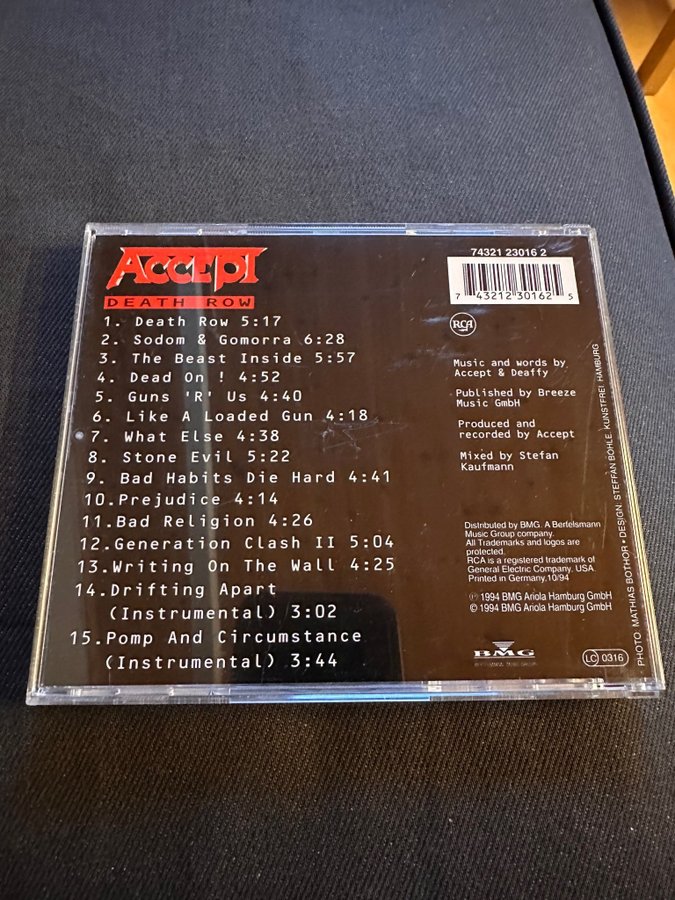 ACCEPT
DEATH ROW
1. Death Row 5:17
2. Sodom & Gomorra 6:28
3. The Beast Inside 5:57
4. Dead On ! 4:52
5. Guns 'R' Us 4:40
6. Like A Loaded Gun 4:18
7. What Else 4:38
8. Stone Evil 5:22
9. Bad Habits Die Hard 4:41
10.Prejudice 4:14
11.Bad Religion 4:26
12.Generation Clash II 5:04
13.Writing On The Wall 4:25
14.Drifting Apart
(Instrumental) 3:02
15.Pomp And Circumstance
(Instrumental) 3:44
74321 23016 2
7 43212 30162 5
RCA
Music and words by
Accept & Deaffy
Published by Breeze
Music GmbH
Produced and
recorded by Accept
Mixed by Stefan
Kaufmann
Distributed by BMG. A Bertelsmann
Music Group company.
All Trademarks and logos are
protected.
RCA is a registered trademark of
General Electric Company, USA.
Printed in Germany.10/94
℗ 1994 BMG Ariola Hamburg GmbH
© 1994 BMG Ariola Hamburg GmbH
BMG
LC 0316
PHOTO: MATHIAS BOTHOR • DESIGN: STEFFAN BÖHLE, KUNSTFREI HAMBURG